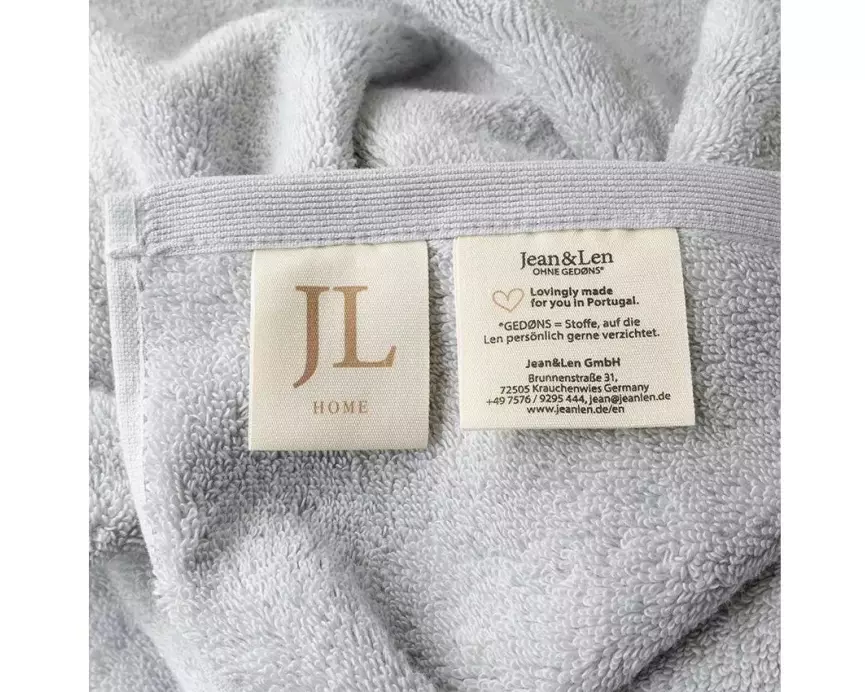 JL
HOME
Jean&Len
OHNE GEDØNS*
Lovingly made
for you in Portugal.
*GEDØNS = Stoffe, auf die
Len persönlich gerne verzichtet.
Jean&Len GmbH
Brunnenstraße 31,
72505 Krauchenwies Germany
+49 7576 / 9295 444, jean@jeanlen.de
www.jeanlen.de/en